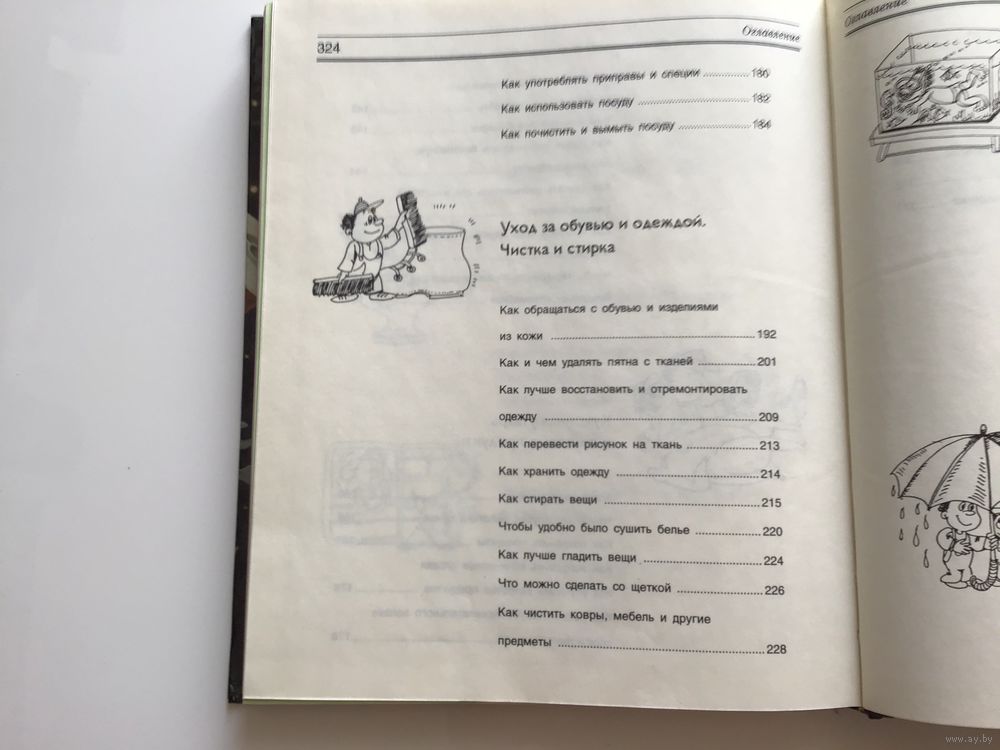 324
Оглавление
Как употреблять приправы и специи ............... 180
Как использовать посуду ............... 182
Как почистить и вымыть посуду ............... 184
Уход за обувью и одеждой.
Чистка и стирка
Как обращаться с обувью и изделиями
из кожи ............... 192
Как и чем удалять пятна с тканей ............... 201
Как лучше восстановить и отремонтировать
одежду ............... 209
Как перевести рисунок на ткань ............... 213
Как хранить одежду ............... 214
Как стирать вещи ............... 215
Чтобы удобно было сушить белье ............... 220
Как лучше гладить вещи ............... 224
Что можно сделать со щеткой ............... 226
Как чистить ковры, мебель и другие
предметы ............... 228
Оглавление
www.ay.by